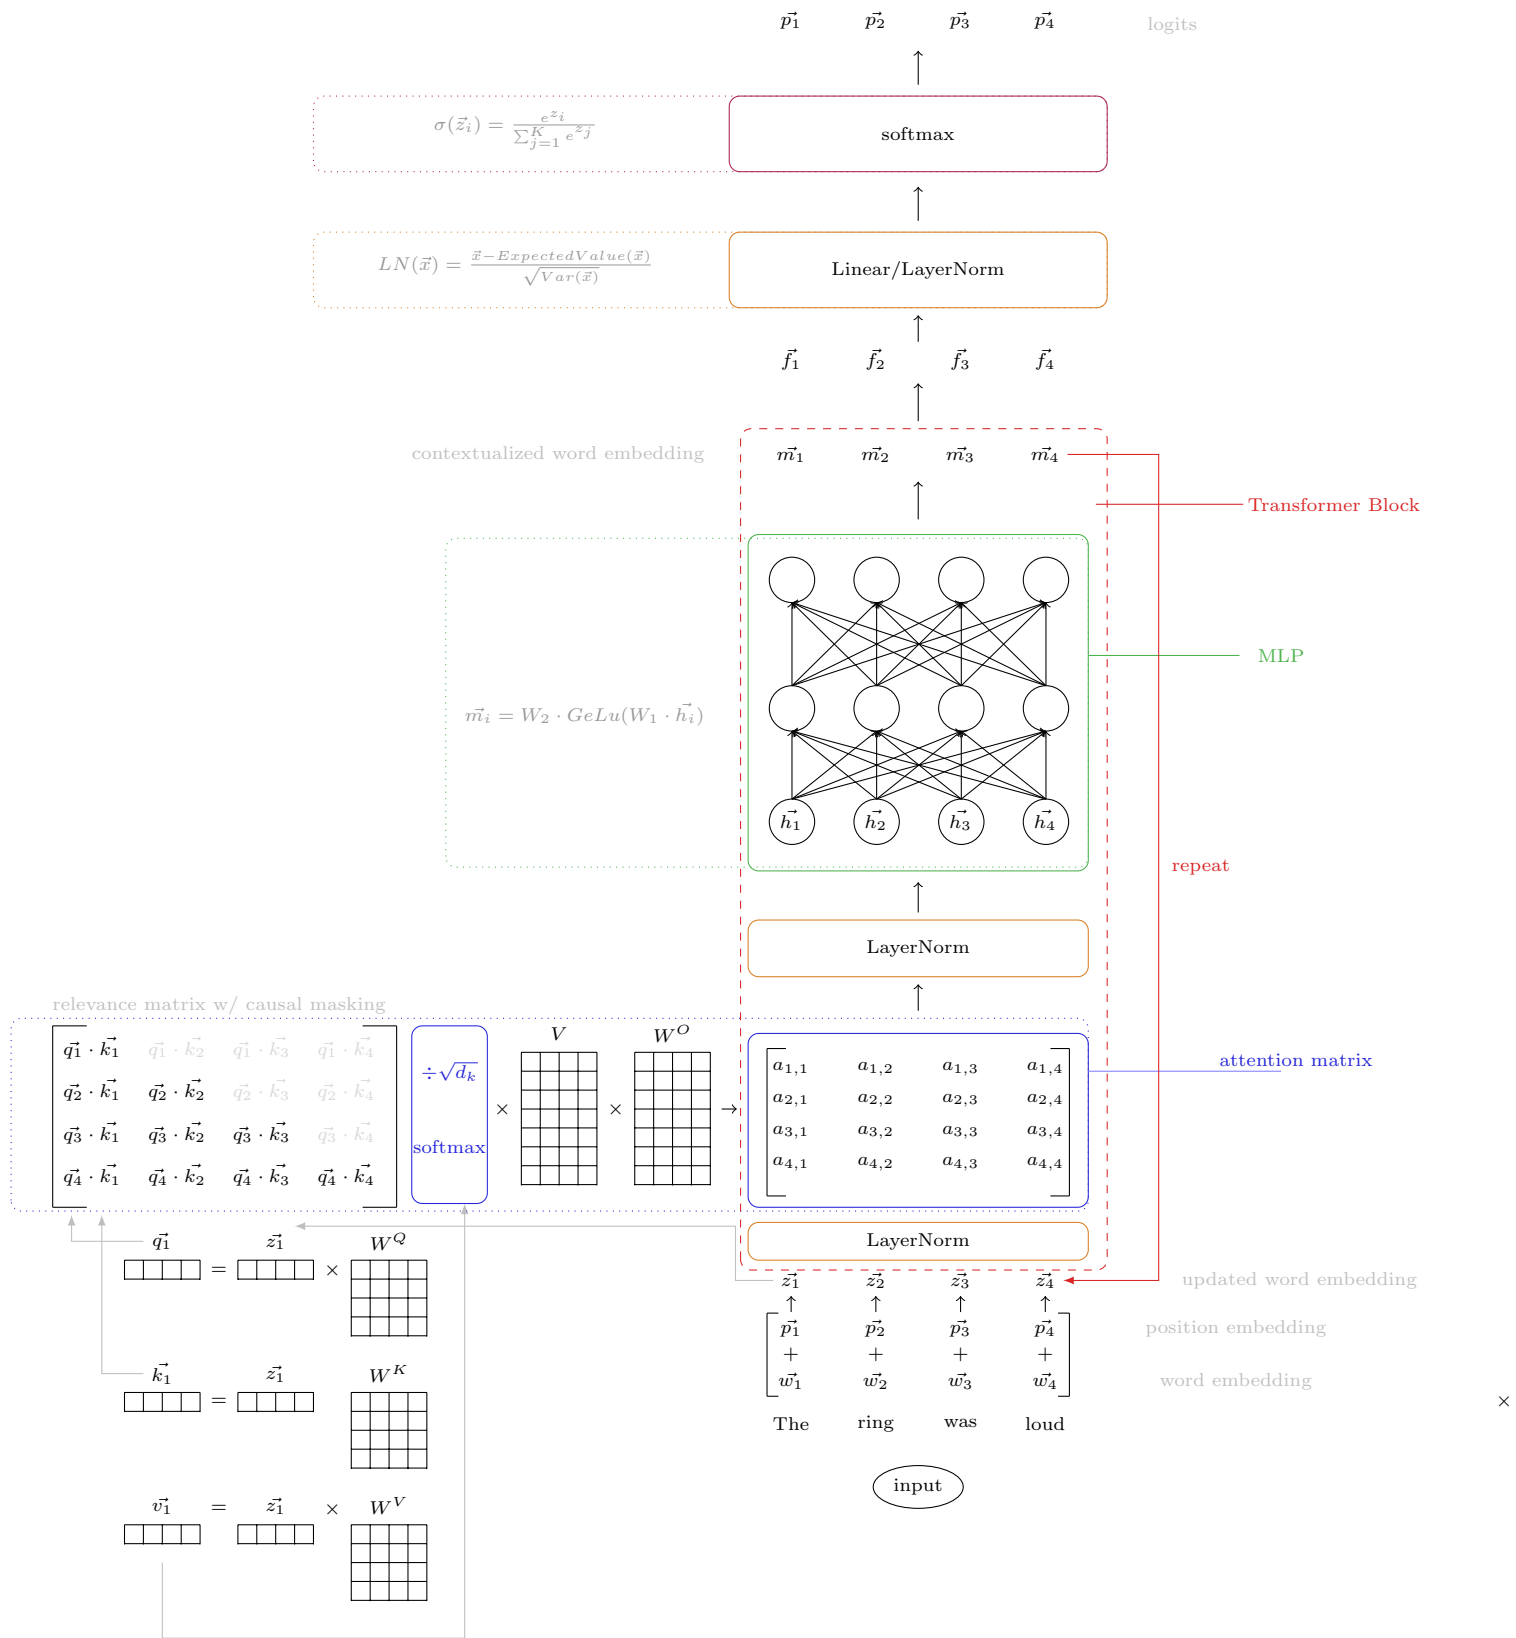 p⃗₁ p⃗₂ p⃗₃ p⃗₄ logits
σ(z⃗ᵢ) = e^{zᵢ} / ∑_{j=1}^{K} e^{zⱼ} softmax
LN(x⃗) = x⃗−ExpectedValue(x⃗) / √Var(x⃗) Linear/LayerNorm
f⃗₁ f⃗₂ f⃗₃ f⃗₄
contextualized word embedding m⃗₁ m⃗₂ m⃗₃ m⃗₄
Transformer Block
MLP
m⃗ᵢ = W₂ · GeLu(W₁ · h⃗ᵢ)
h⃗₁ h⃗₂ h⃗₃ h⃗₄
repeat
LayerNorm
relevance matrix w/ causal masking
V W^O
q⃗₁ · k⃗₁ q⃗₁ · k⃗₂ q⃗₁ · k⃗₃ q⃗₁ · k⃗₄
q⃗₂ · k⃗₁ q⃗₂ · k⃗₂ q⃗₂ · k⃗₃ q⃗₂ · k⃗₄
q⃗₃ · k⃗₁ q⃗₃ · k⃗₂ q⃗₃ · k⃗₃ q⃗₃ · k⃗₄
q⃗₄ · k⃗₁ q⃗₄ · k⃗₂ q⃗₄ · k⃗₃ q⃗₄ · k⃗₄
÷√dₖ
softmax
× × →
attention matrix
a₁,₁ a₁,₂ a₁,₃ a₁,₄
a₂,₁ a₂,₂ a₂,₃ a₂,₄
a₃,₁ a₃,₂ a₃,₃ a₃,₄
a₄,₁ a₄,₂ a₄,₃ a₄,₄
LayerNorm
q⃗₁ = z⃗₁ × W^Q
z⃗₁ z⃗₂ z⃗₃ z⃗₄ updated word embedding
p⃗₁ p⃗₂ p⃗₃ p⃗₄ position embedding
+ + + +
w⃗₁ w⃗₂ w⃗₃ w⃗₄ word embedding
k⃗₁ = z⃗₁ W^K
×
The ring was loud
input
v⃗₁ = z⃗₁ × W^V